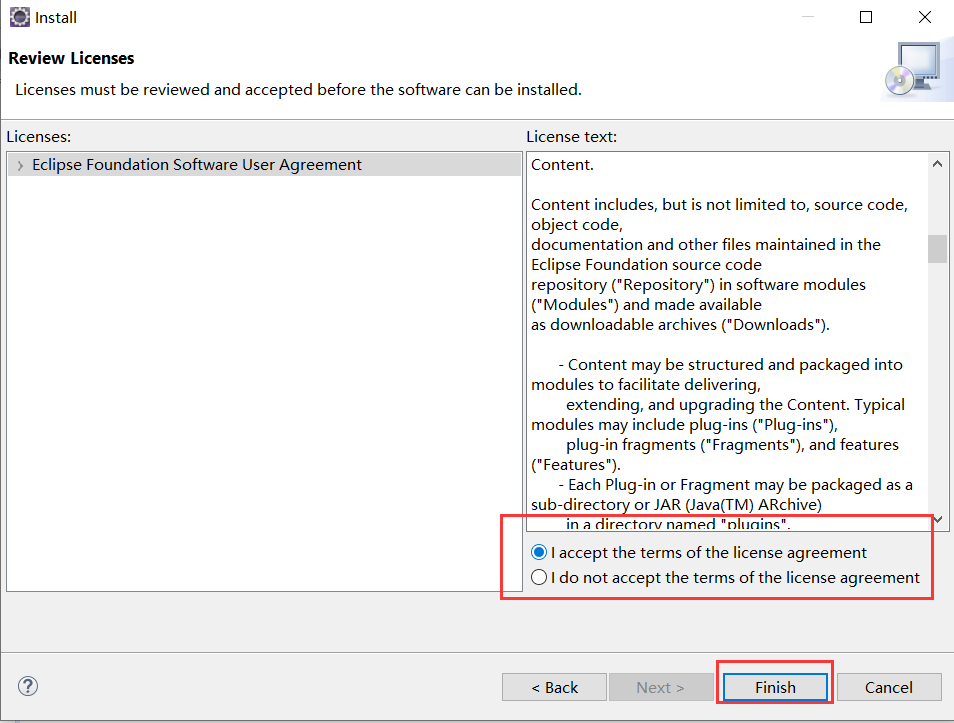 Install
Review Licenses
Licenses must be reviewed and accepted before the software can be installed.
Licenses:
Eclipse Foundation Software User Agreement
License text:
Content.
Content includes, but is not limited to, source code,
object code,
documentation and other files maintained in the
Eclipse Foundation source code
repository ("Repository") in software modules
("Modules") and made available
as downloadable archives ("Downloads").
- Content may be structured and packaged into
modules to facilitate delivering,
extending, and upgrading the Content. Typical
modules may include plug-ins ("Plug-ins"),
plug-in fragments ("Fragments"), and features
("Features").
- Each Plug-in or Fragment may be packaged as a
sub-directory or JAR (Java(TM) ARchive)
in a directory named "plugins".
I accept the terms of the license agreement
I do not accept the terms of the license agreement
?
< Back
Next >
Finish
Cancel